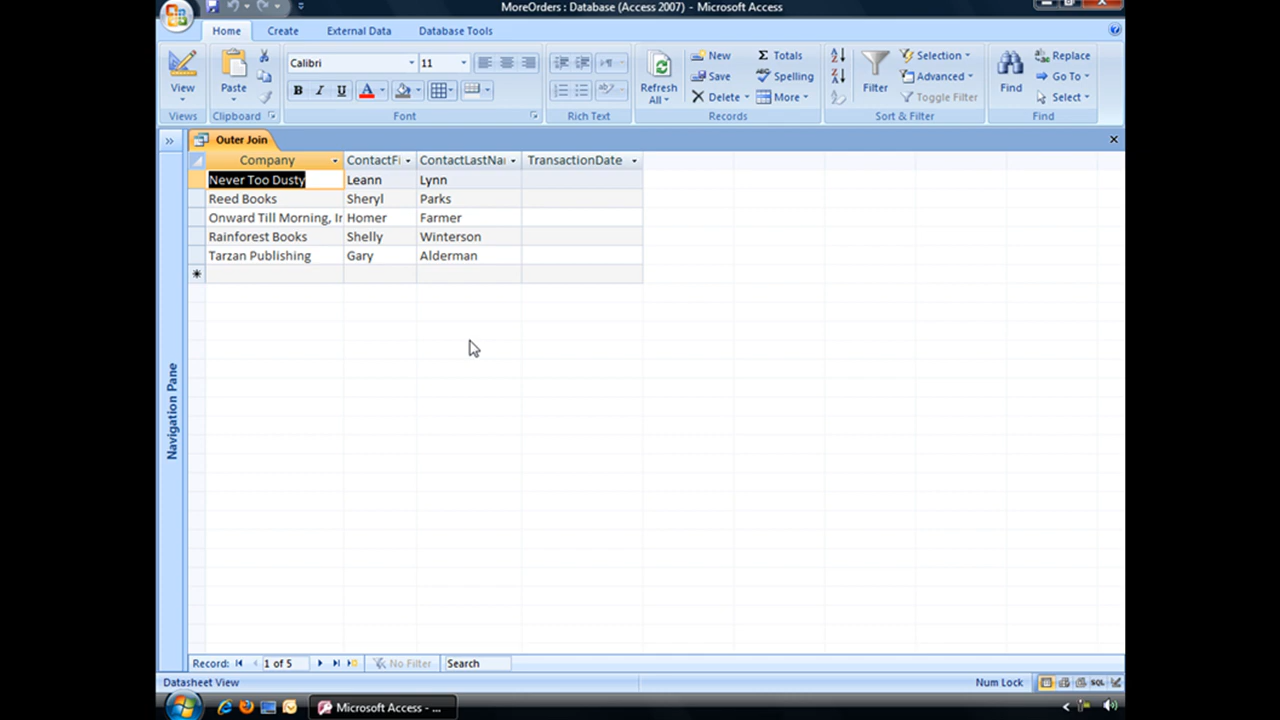 MoreOrders : Database (Access 2007) - Microsoft Access
Home Create External Data Database Tools
View
Views
Paste
Clipboard
Calibri 11
B I U A
Font
Rich Text
Refresh All
New
Save
Delete
Totals
Spelling
More
Records
Filter
Selection
Advanced
Toggle Filter
Sort & Filter
Find
Replace
Go To
Select
Find
Outer Join
Company ContactFi ContactLastNa TransactionDate
Never Too Dusty Leann Lynn
Reed Books Sheryl Parks
Onward Till Morning, Ir Homer Farmer
Rainforest Books Shelly Winterson
Tarzan Publishing Gary Alderman
Navigation Pane
Record: 1 of 5 No Filter Search
Datasheet View Num Lock SQL
Microsoft Access - ...